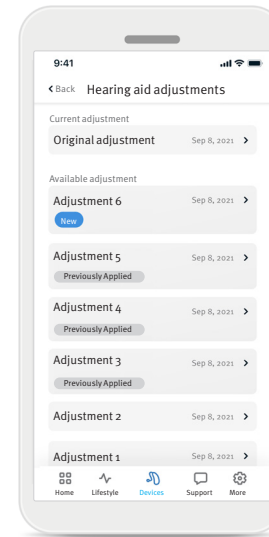 9:41
Back Hearing aid adjustments
Current adjustment
Original adjustment Sep 8, 2021
Available adjustment
Adjustment 6 Sep 8, 2021
New
Adjustment 5 Sep 8, 2021
Previously Applied
Adjustment 4 Sep 8, 2021
Previously Applied
Adjustment 3 Sep 8, 2021
Previously Applied
Adjustment 2 Sep 8, 2021
Adjustment 1 Sep 8, 2021
Home Lifestyle Devices Support More